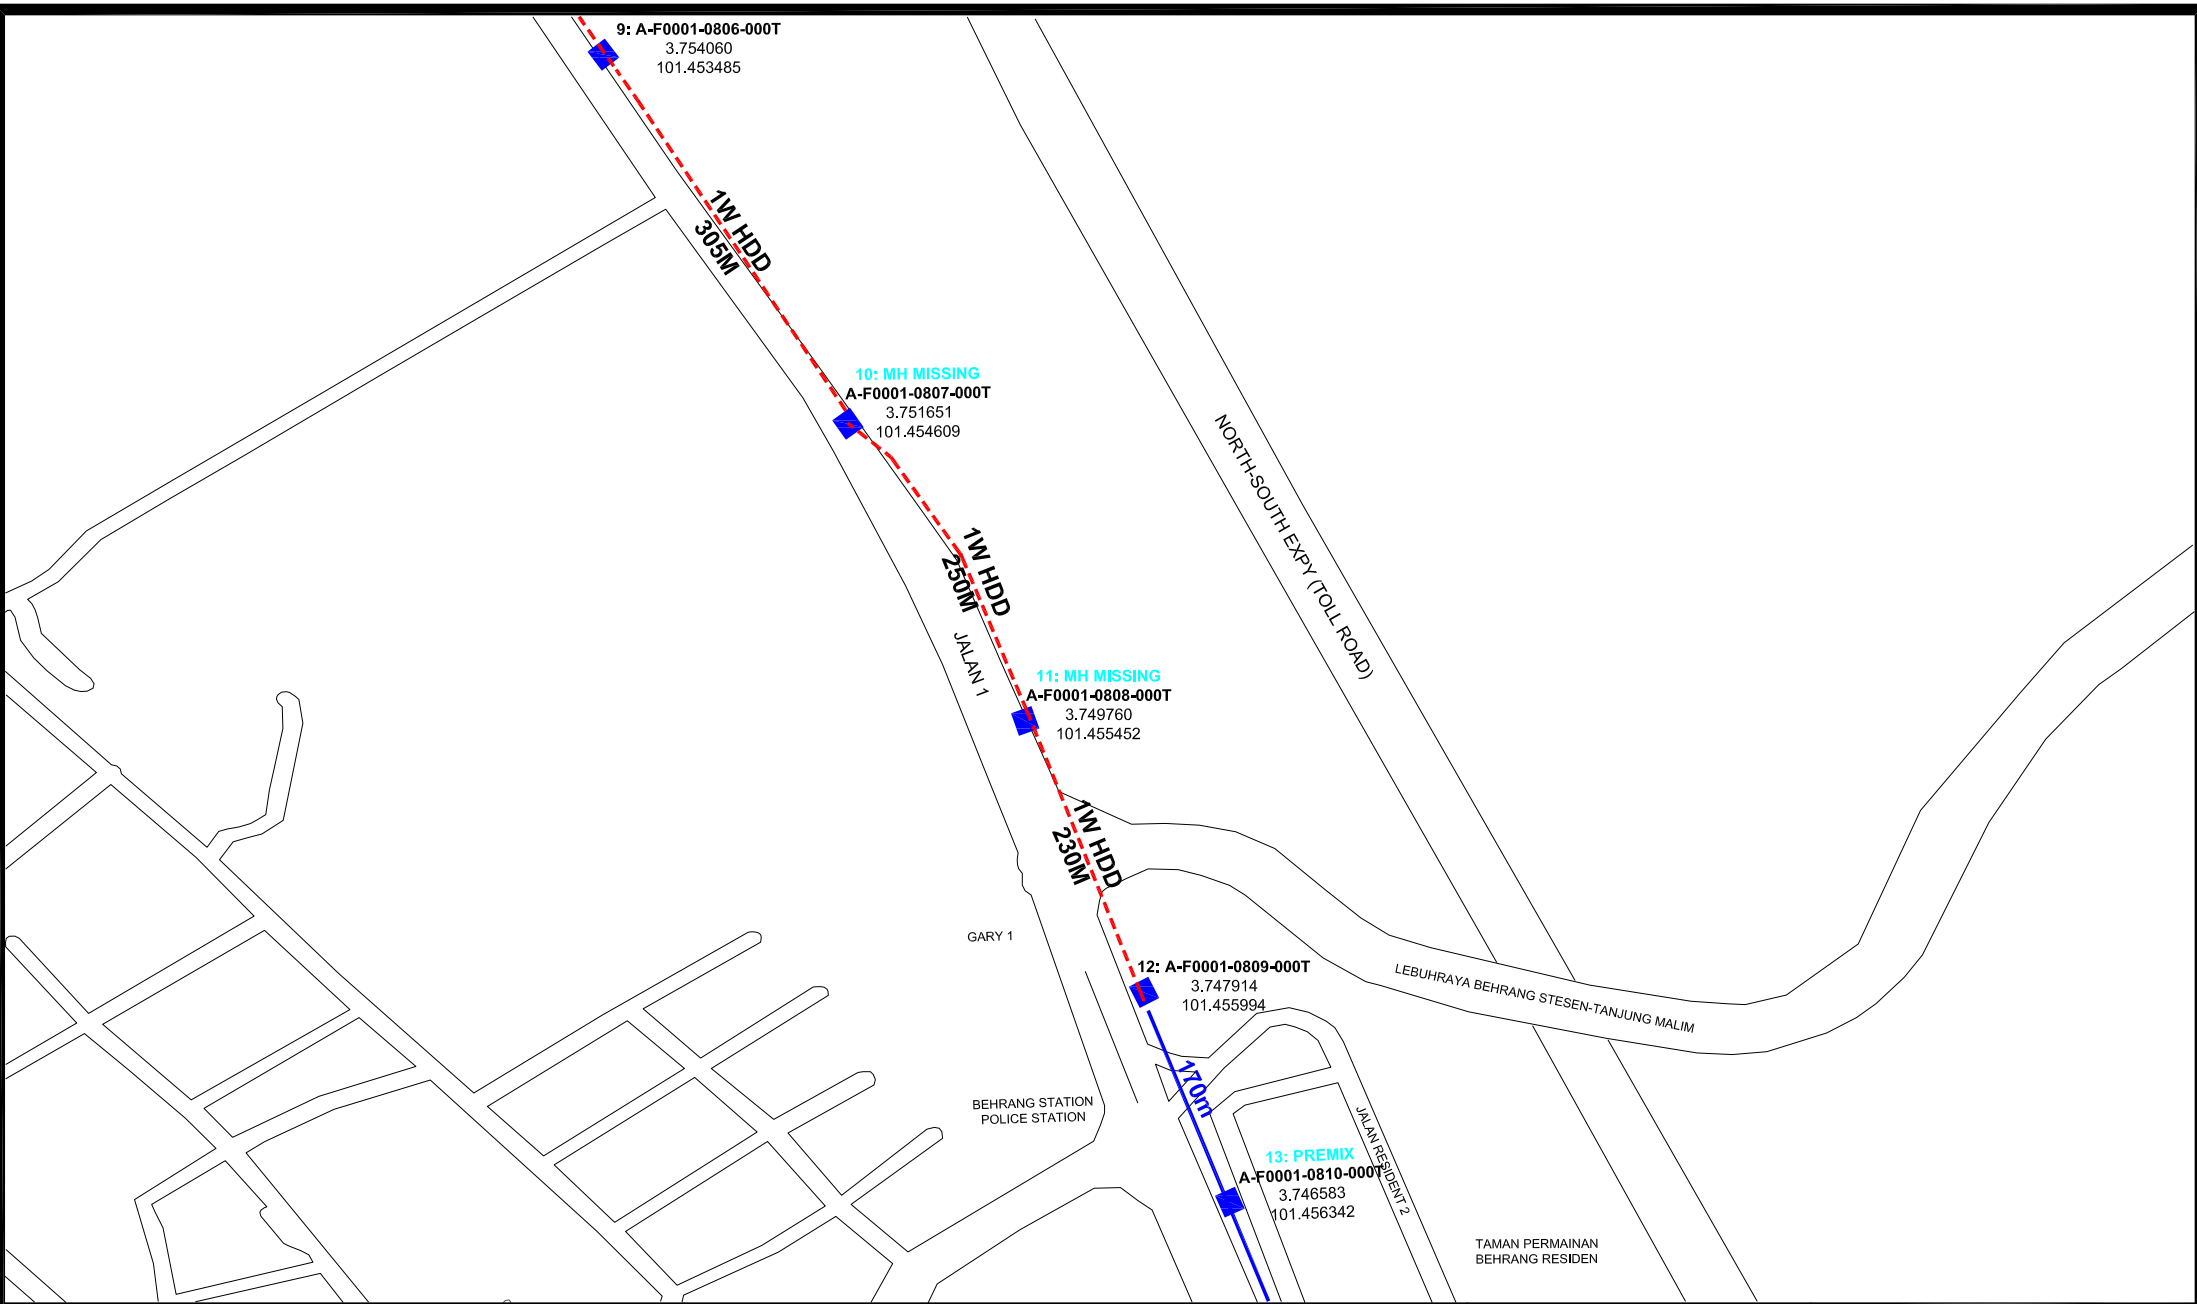 9: A-F0001-0806-000T
3.754060
101.453485
1W HDD
305M
10: MH MISSING
A-F0001-0807-000T
3.751651
101.454609
NORTH-SOUTH EXPY (TOLL ROAD)
1W HDD
250M
JALAN 1
11: MH MISSING
A-F0001-0808-000T
3.749760
101.455452
1W HDD
230M
GARY 1
12: A-F0001-0809-000T
3.747914
101.455994
LEBUHRAYA BEHRANG STESEN-TANJUNG MALIM
170m
BEHRANG STATION
POLICE STATION
JALAN RESIDENT 2
13: PREMIX
A-F0001-0810-000T
3.746583
101.456342
TAMAN PERMAINAN
BEHRANG RESIDEN